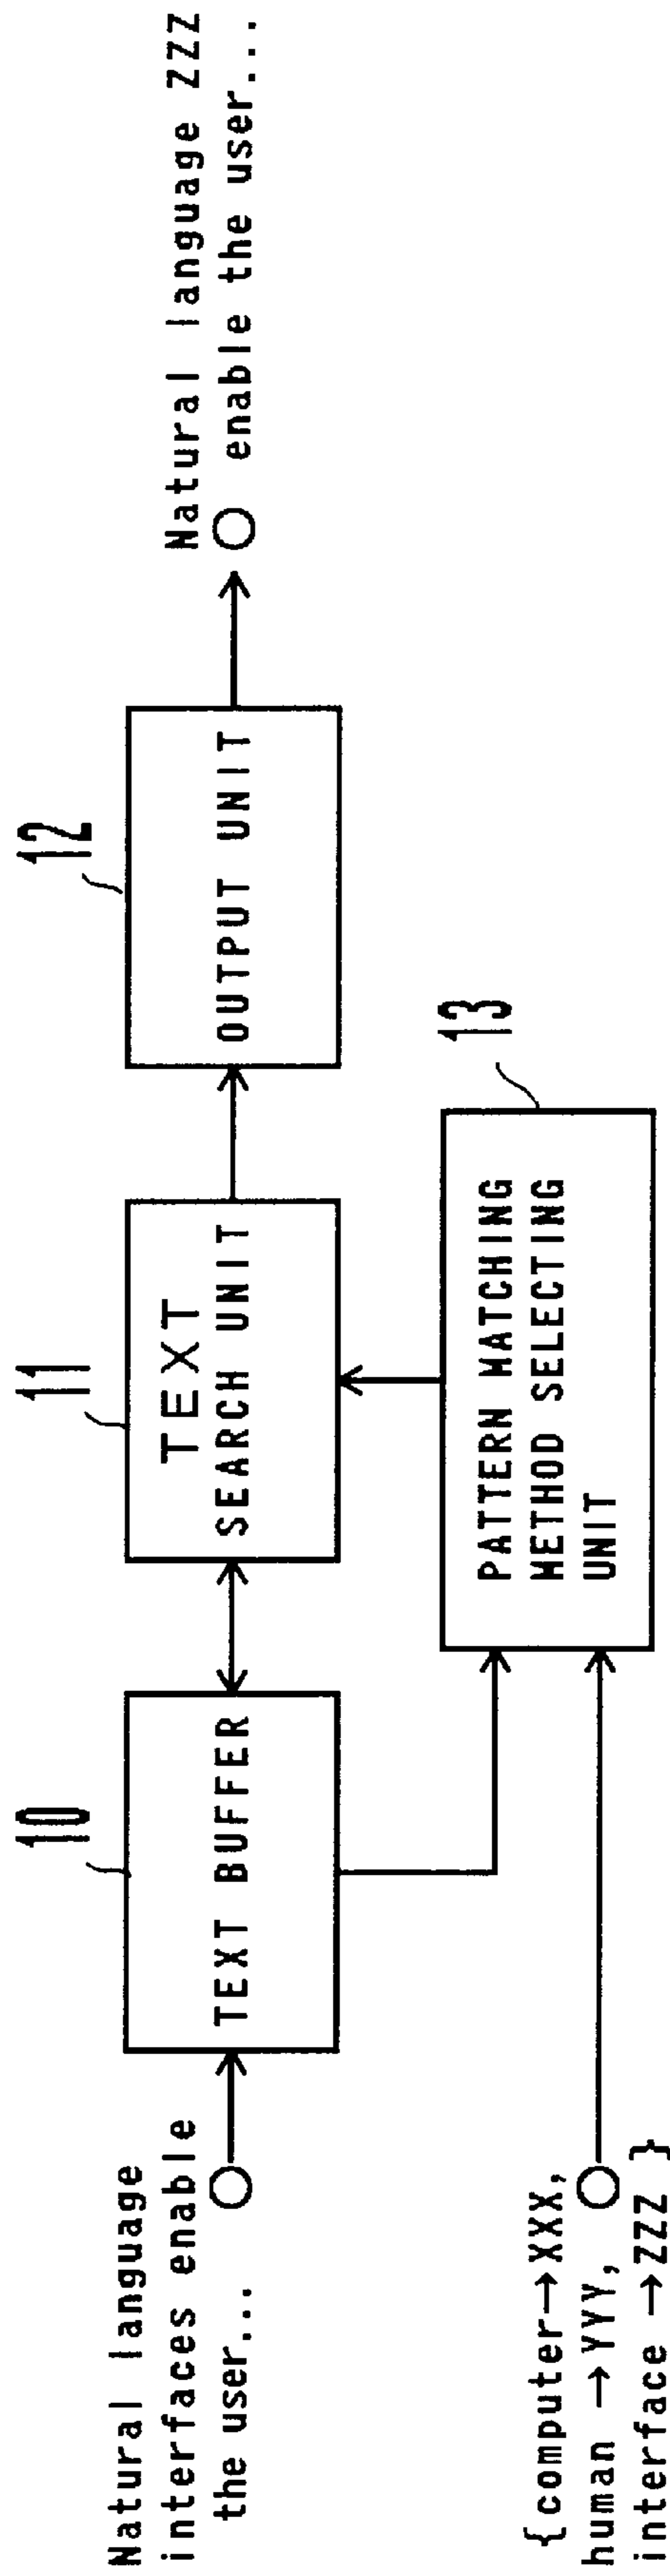 Natural language
interfaces enable
the user...
10
TEXT BUFFER
11
TEXT
SEARCH UNIT
12
OUTPUT UNIT
Natural language ZZZ
enable the user...
{computer→XXX,
human →YYY,
interface →ZZZ }
PATTERN MATCHING
METHOD SELECTING
UNIT
13